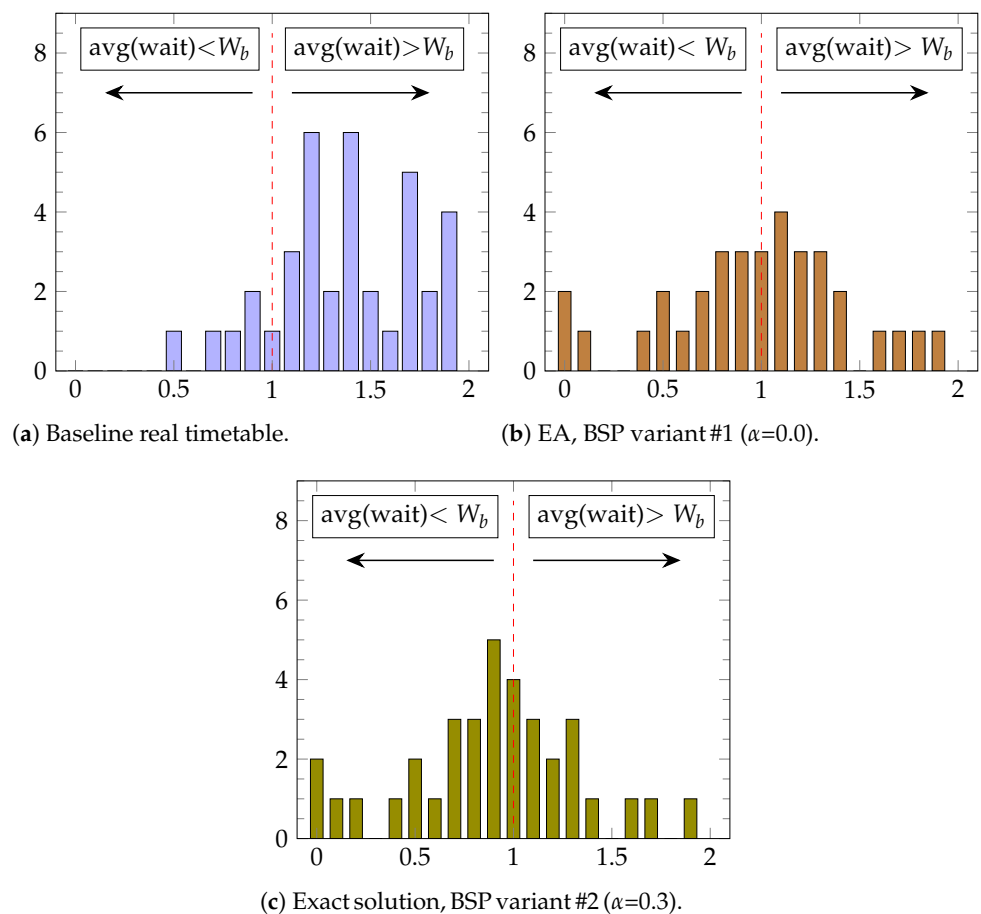 avg(wait)<W_b avg(wait)>W_b
8
6
4
2
0
0 0.5 1 1.5 2
(a) Baseline real timetable.
avg(wait)< W_b avg(wait)> W_b
8
6
4
2
0
0 0.5 1 1.5 2
(b) EA, BSP variant #1 (α=0.0).
avg(wait)< W_b avg(wait)> W_b
8
6
4
2
0
0 0.5 1 1.5 2
(c) Exact solution, BSP variant #2 (α=0.3).